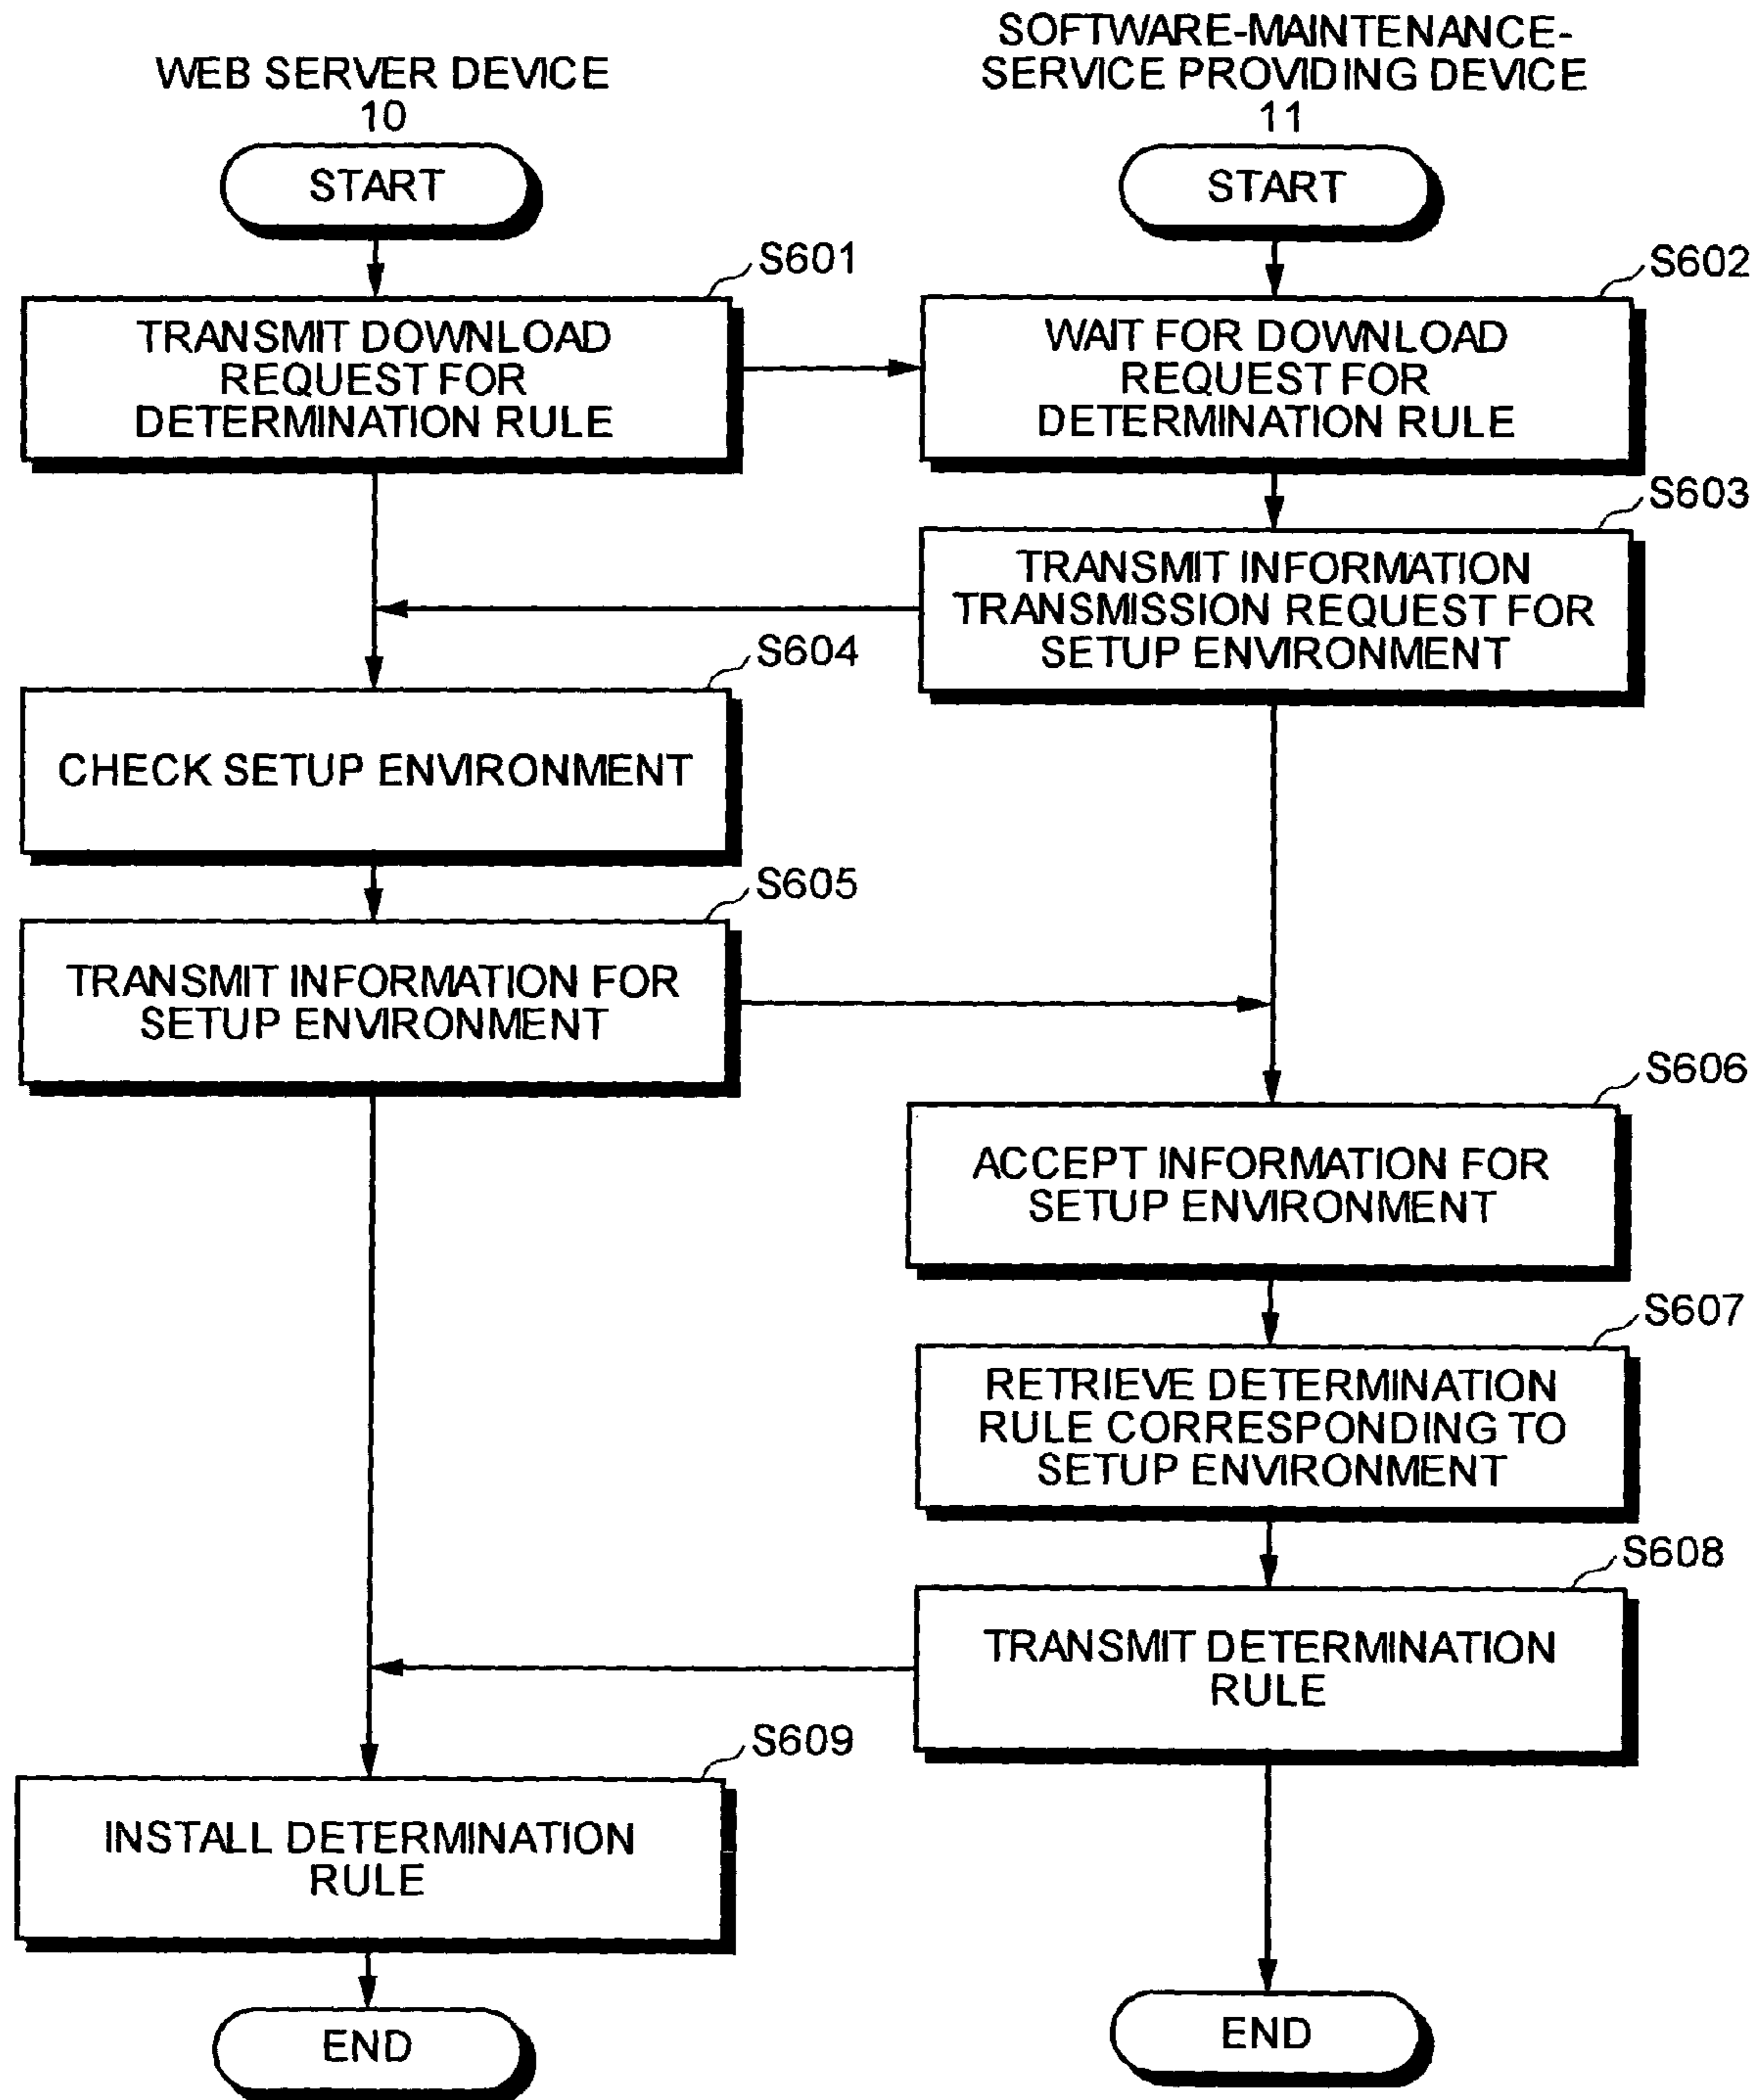 WEB SERVER DEVICE
10
SOFTWARE-MAINTENANCE-
SERVICE PROVIDING DEVICE
11
START
START
S601
TRANSMIT DOWNLOAD
REQUEST FOR
DETERMINATION RULE
S602
WAIT FOR DOWNLOAD
REQUEST FOR
DETERMINATION RULE
S603
TRANSMIT INFORMATION
TRANSMISSION REQUEST FOR
SETUP ENVIRONMENT
S604
CHECK SETUP ENVIRONMENT
S605
TRANSMIT INFORMATION FOR
SETUP ENVIRONMENT
S606
ACCEPT INFORMATION FOR
SETUP ENVIRONMENT
S607
RETRIEVE DETERMINATION
RULE CORRESPONDING TO
SETUP ENVIRONMENT
S608
TRANSMIT DETERMINATION
RULE
S609
INSTALL DETERMINATION
RULE
END
END